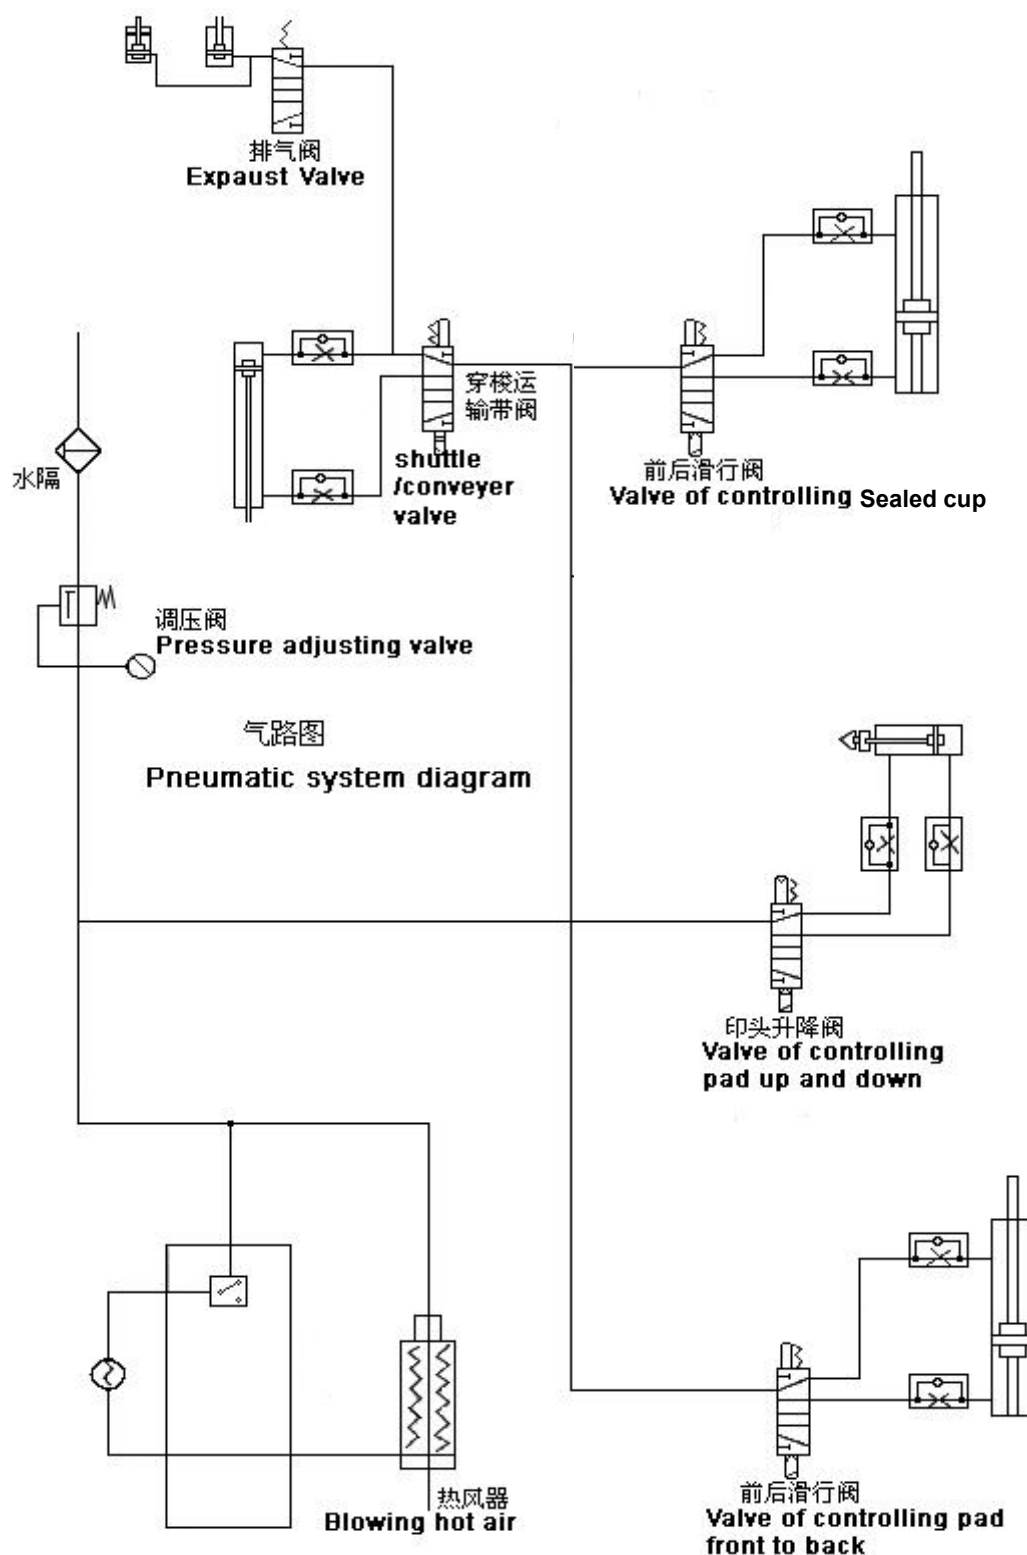 排气阀
Expaust Valve
穿梭运
输带阀
shuttle
/conveyer
valve
前后滑行阀
Valve of controlling Sealed cup
水隔
调压阀
Pressure adjusting valve
气路图
Pneumatic system diagram
印头升降阀
Valve of controlling
pad up and down
热风器
Blowing hot air
前后滑行阀
Valve of controlling pad
front to back